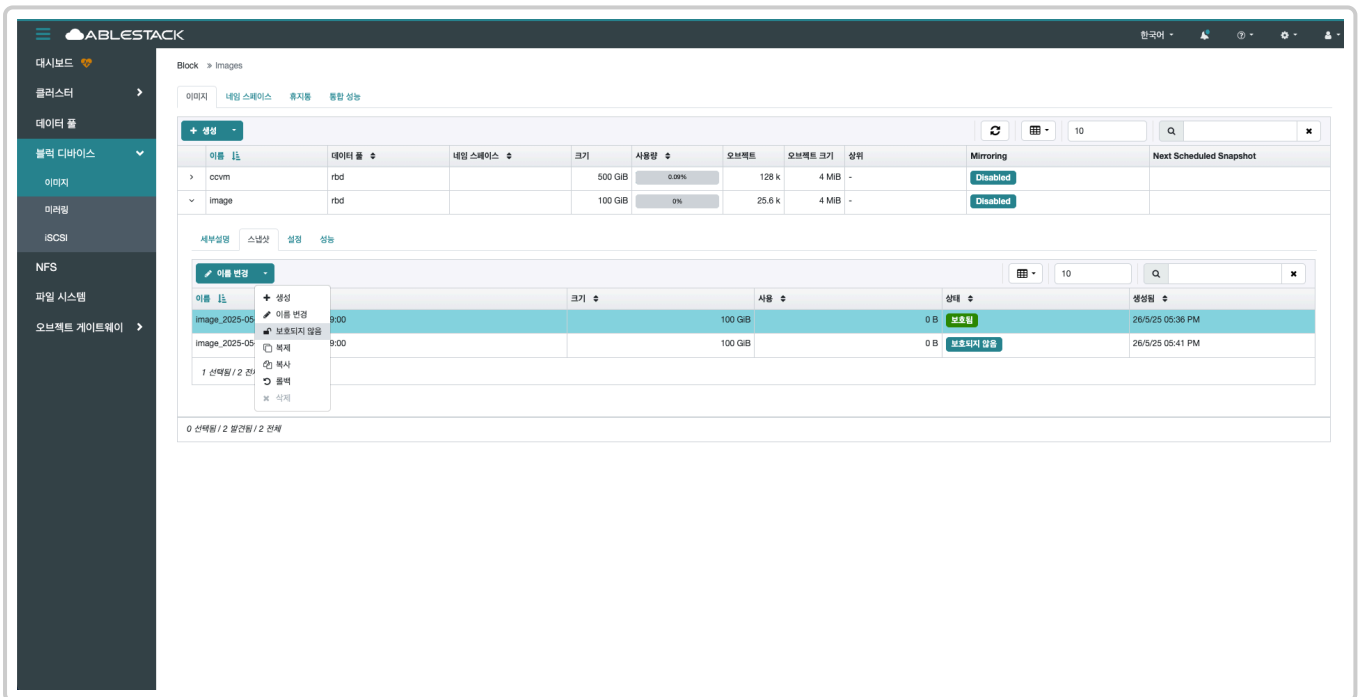 ABLESTACK
한국어
대시보드
클러스터
데이터 풀
블럭 디바이스
이미지
미러링
iSCSI
NFS
파일 시스템
오브젝트 게이트웨이
Block » Images
이미지 네임 스페이스 휴지통 통합 성능
+ 생성 10
이름 데이터 풀 네임 스페이스 크기 사용량 오브젝트 오브젝트 크기 상위 Mirroring Next Scheduled Snapshot
ccvm rbd 500 GiB 0.09% 128 k 4 MiB - Disabled
image rbd 100 GiB 0% 25.6 k 4 MiB - Disabled
세부설명 스냅샷 설정 성능
이름 변경 10
이름 크기 사용 상태 생성됨
image_2025-05 9:00 100 GiB 0 B 보호됨 26/5/25 05:36 PM
image_2025-05 9:00 100 GiB 0 B 보호되지 않음 26/5/25 05:41 PM
1 선택됨 / 2
+ 생성
이름 변경
보호되지 않음
복제
복사
롤백
삭제
0 선택됨 / 2 발견됨 / 2 전체